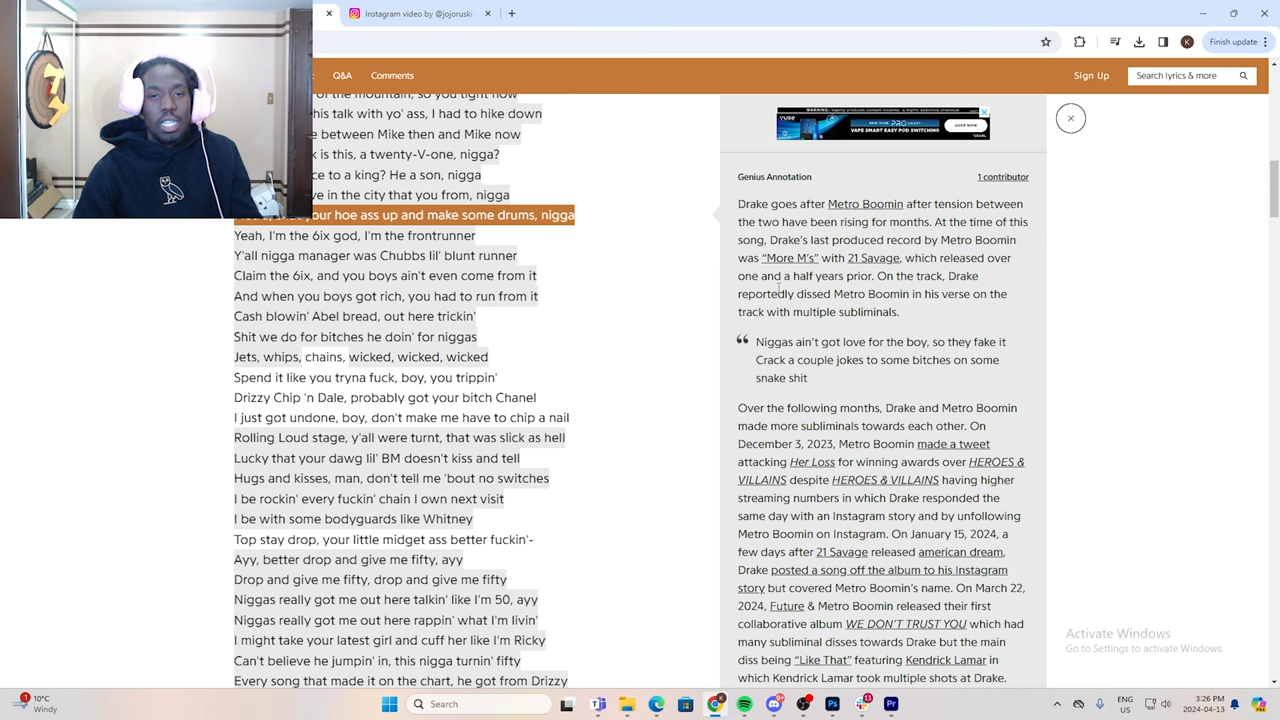 Instagram video by @jojoruski
Finish update
Q&A
Comments
Sign Up
Search lyrics & more
of the mountain, so you tight now
his talk with yo' ass, I had to hike down
e between Mike then and Mike now
k is this, a twenty-V-one, nigga?
ce to a king? He a son, nigga
ve in the city that you from, nigga
your hoe ass up and make some drums, nigga
Yeah, I'm the 6ix god, I'm the frontrunner
Y'all nigga manager was Chubbs lil' blunt runner
Claim the 6ix, and you boys ain't even come from it
And when you boys got rich, you had to run from it
Cash blowin' Abel bread, out here trickin'
Shit we do for bitches he doin' for niggas
Jets, whips, chains, wicked, wicked, wicked
Spend it like you tryna fuck, boy, you trippin'
Drizzy Chip 'n Dale, probably got your bitch Chanel
I just got undone, boy, don't make me have to chip a nail
Rolling Loud stage, y'all were turnt, that was slick as hell
Lucky that your dawg lil' BM doesn't kiss and tell
Hugs and kisses, man, don't tell me 'bout no switches
I be rockin' every fuckin' chain I own next visit
I be with some bodyguards like Whitney
Top stay drop, your little midget ass better fuckin'-
Ayy, better drop and give me fifty, ayy
Drop and give me fifty, drop and give me fifty
Niggas really got me out here talkin' like I'm 50, ayy
Niggas really got me out here rappin' what I'm livin'
I might take your latest girl and cuff her like I'm Ricky
Can't believe he jumpin' in, this nigga turnin' fifty
Every song that made it on the chart, he got from Drizzy
VUSE
VAPE SMART EASY POD SWITCHING
SHOP NOW
Genius Annotation
1 contributor
Drake goes after Metro Boomin after tension between
the two have been rising for months. At the time of this
song, Drake's last produced record by Metro Boomin
was "More M's" with 21 Savage, which released over
one and a half years prior. On the track, Drake
reportedly dissed Metro Boomin in his verse on the
track with multiple subliminals.
Niggas ain't got love for the boy, so they fake it
Crack a couple jokes to some bitches on some
snake shit
Over the following months, Drake and Metro Boomin
made more subliminals towards each other. On
December 3, 2023, Metro Boomin made a tweet
attacking Her Loss for winning awards over HEROES &
VILLAINS despite HEROES & VILLAINS having higher
streaming numbers in which Drake responded the
same day with an Instagram story and by unfollowing
Metro Boomin on Instagram. On January 15, 2024, a
few days after 21 Savage released american dream,
Drake posted a song off the album to his Instagram
story but covered Metro Boomin's name. On March 22,
2024, Future & Metro Boomin released their first
collaborative album WE DON'T TRUST YOU which had
many subliminal disses towards Drake but the main
diss being "Like That" featuring Kendrick Lamar in
which Kendrick Lamar took multiple shots at Drake.
Activate Windows
Go to Settings to activate Windows.
10°C
Windy
Search
ENG
US
3:26 PM
2024-04-13